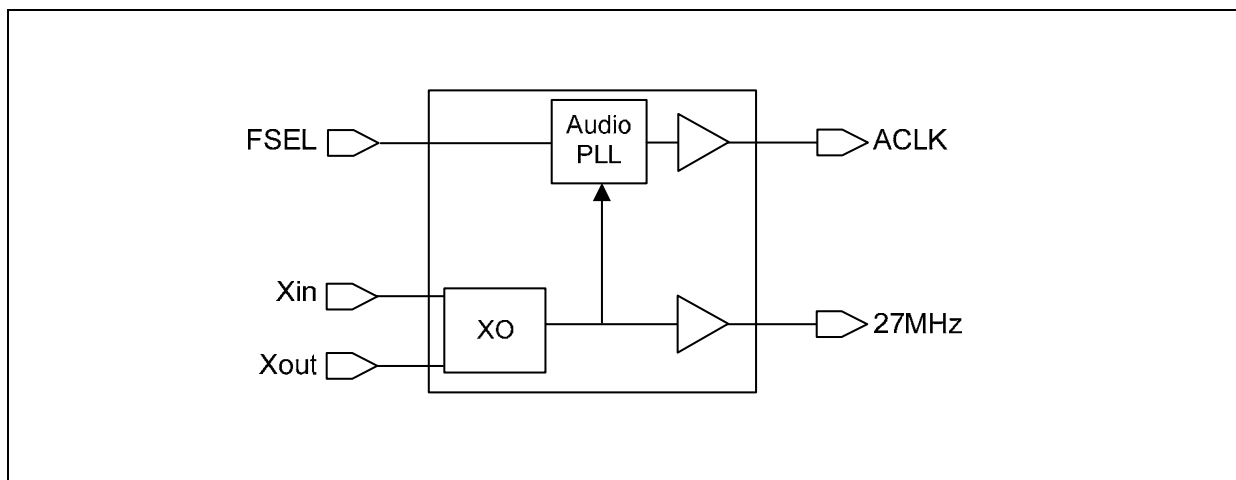 FSEL
Audio
PLL
ACLK
Xin
XO
Xout
27MHz